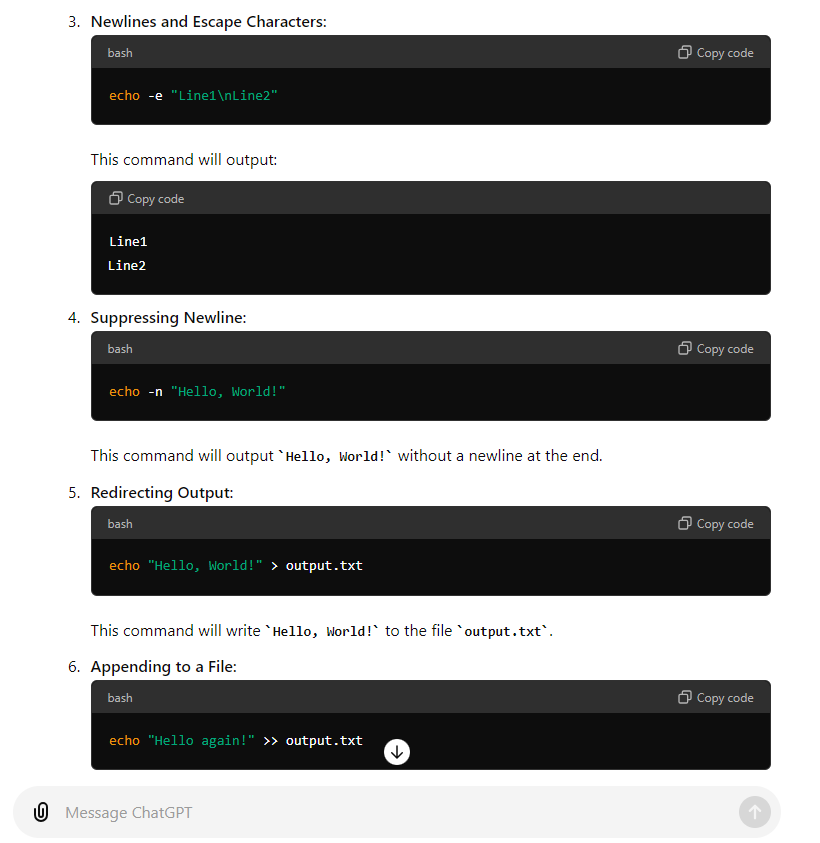 3. Newlines and Escape Characters:
bash Copy code
echo -e "Line1\nLine2"
This command will output:
Copy code
Line1
Line2
4. Suppressing Newline:
bash Copy code
echo -n "Hello, World!"
This command will output `Hello, World!` without a newline at the end.
5. Redirecting Output:
bash Copy code
echo "Hello, World!" > output.txt
This command will write `Hello, World!` to the file `output.txt`.
6. Appending to a File:
bash Copy code
echo "Hello again!" >> output.txt
Message ChatGPT